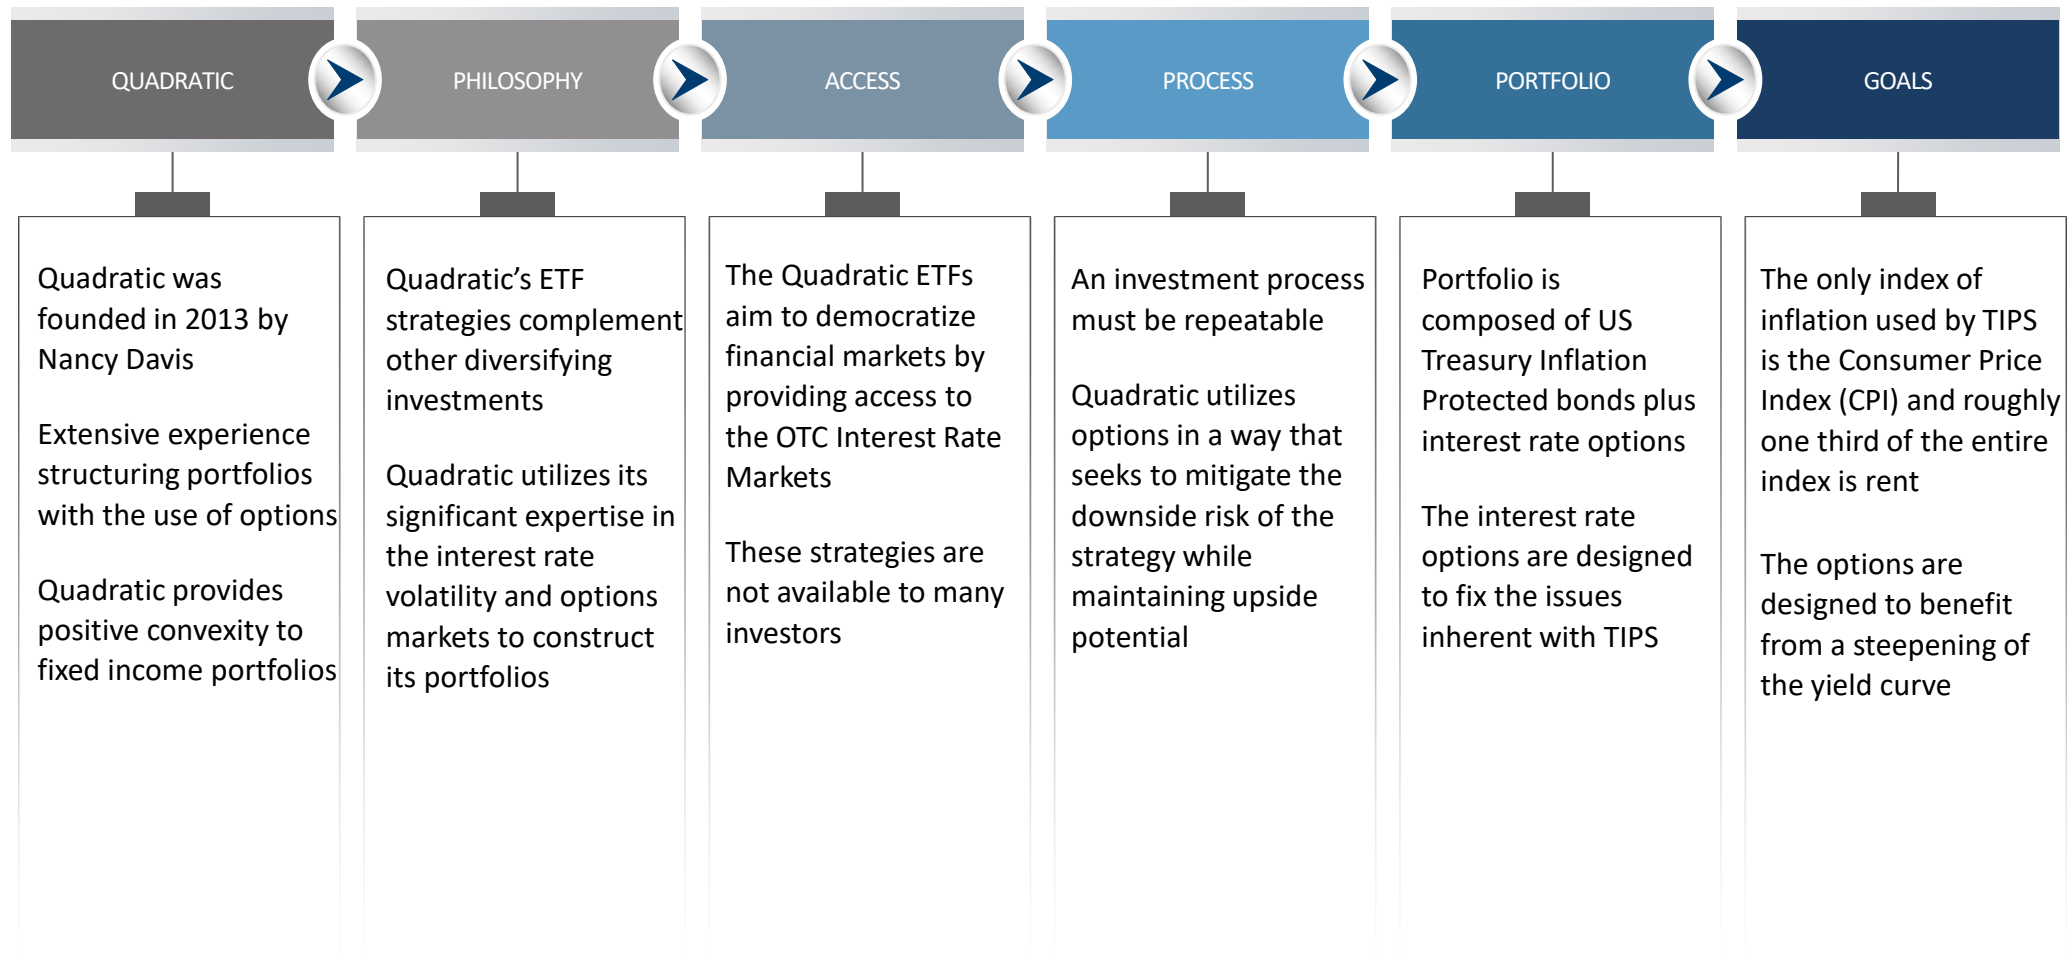 QUADRATIC
PHILOSOPHY
ACCESS
PROCESS
PORTFOLIO
GOALS
Quadratic was
founded in 2013 by
Nancy Davis
Extensive experience
structuring portfolios
with the use of options
Quadratic provides
positive convexity to
fixed income portfolios
Quadratic’s ETF
strategies complement
other diversifying
investments
Quadratic utilizes its
significant expertise in
the interest rate
volatility and options
markets to construct
its portfolios
The Quadratic ETFs
aim to democratize
financial markets by
providing access to
the OTC Interest Rate
Markets
These strategies are
not available to many
investors
An investment process
must be repeatable
Quadratic utilizes
options in a way that
seeks to mitigate the
downside risk of the
strategy while
maintaining upside
potential
Portfolio is
composed of US
Treasury Inflation
Protected bonds plus
interest rate options
The interest rate
options are designed
to fix the issues
inherent with TIPS
The only index of
inflation used by TIPS
is the Consumer Price
Index (CPI) and roughly
one third of the entire
index is rent
The options are
designed to benefit
from a steepening of
the yield curve